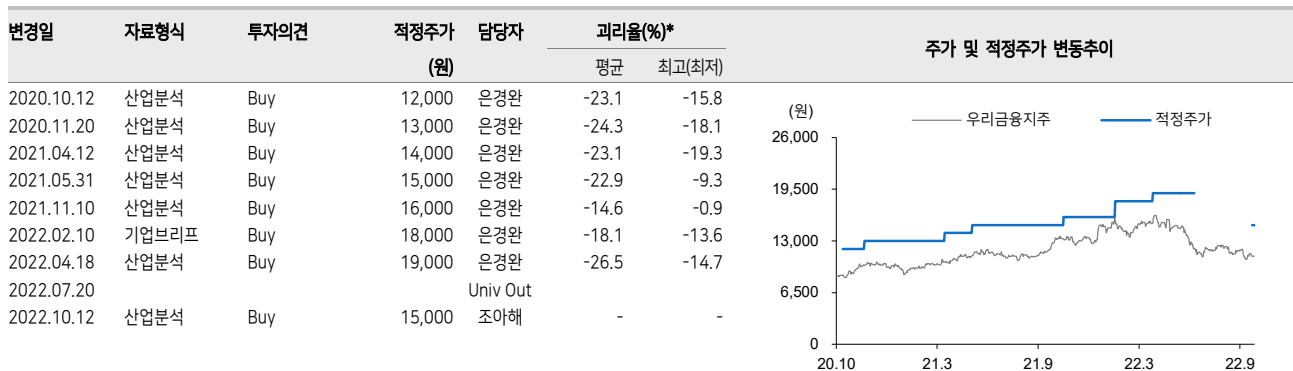 변경일 자료형식 투자의견 적정주가 담당자 괴리율(%)* 주가 및 적정주가 변동추이
(원) 평균 최고(최저)
2020.10.12 산업분석 Buy 12,000 은경완 -23.1 -15.8
2020.11.20 산업분석 Buy 13,000 은경완 -24.3 -18.1
2021.04.12 산업분석 Buy 14,000 은경완 -23.1 -19.3
2021.05.31 산업분석 Buy 15,000 은경완 -22.9 -9.3
2021.11.10 산업분석 Buy 16,000 은경완 -14.6 -0.9
2022.02.10 기업브리프 Buy 18,000 은경완 -18.1 -13.6
2022.04.18 산업분석 Buy 19,000 은경완 -26.5 -14.7
2022.07.20 Univ Out
2022.10.12 산업분석 Buy 15,000 조아해 - -
(원) 우리금융지주 적정주가
26,000
19,500
13,000
6,500
0
20.10 21.3 21.9 22.3 22.9